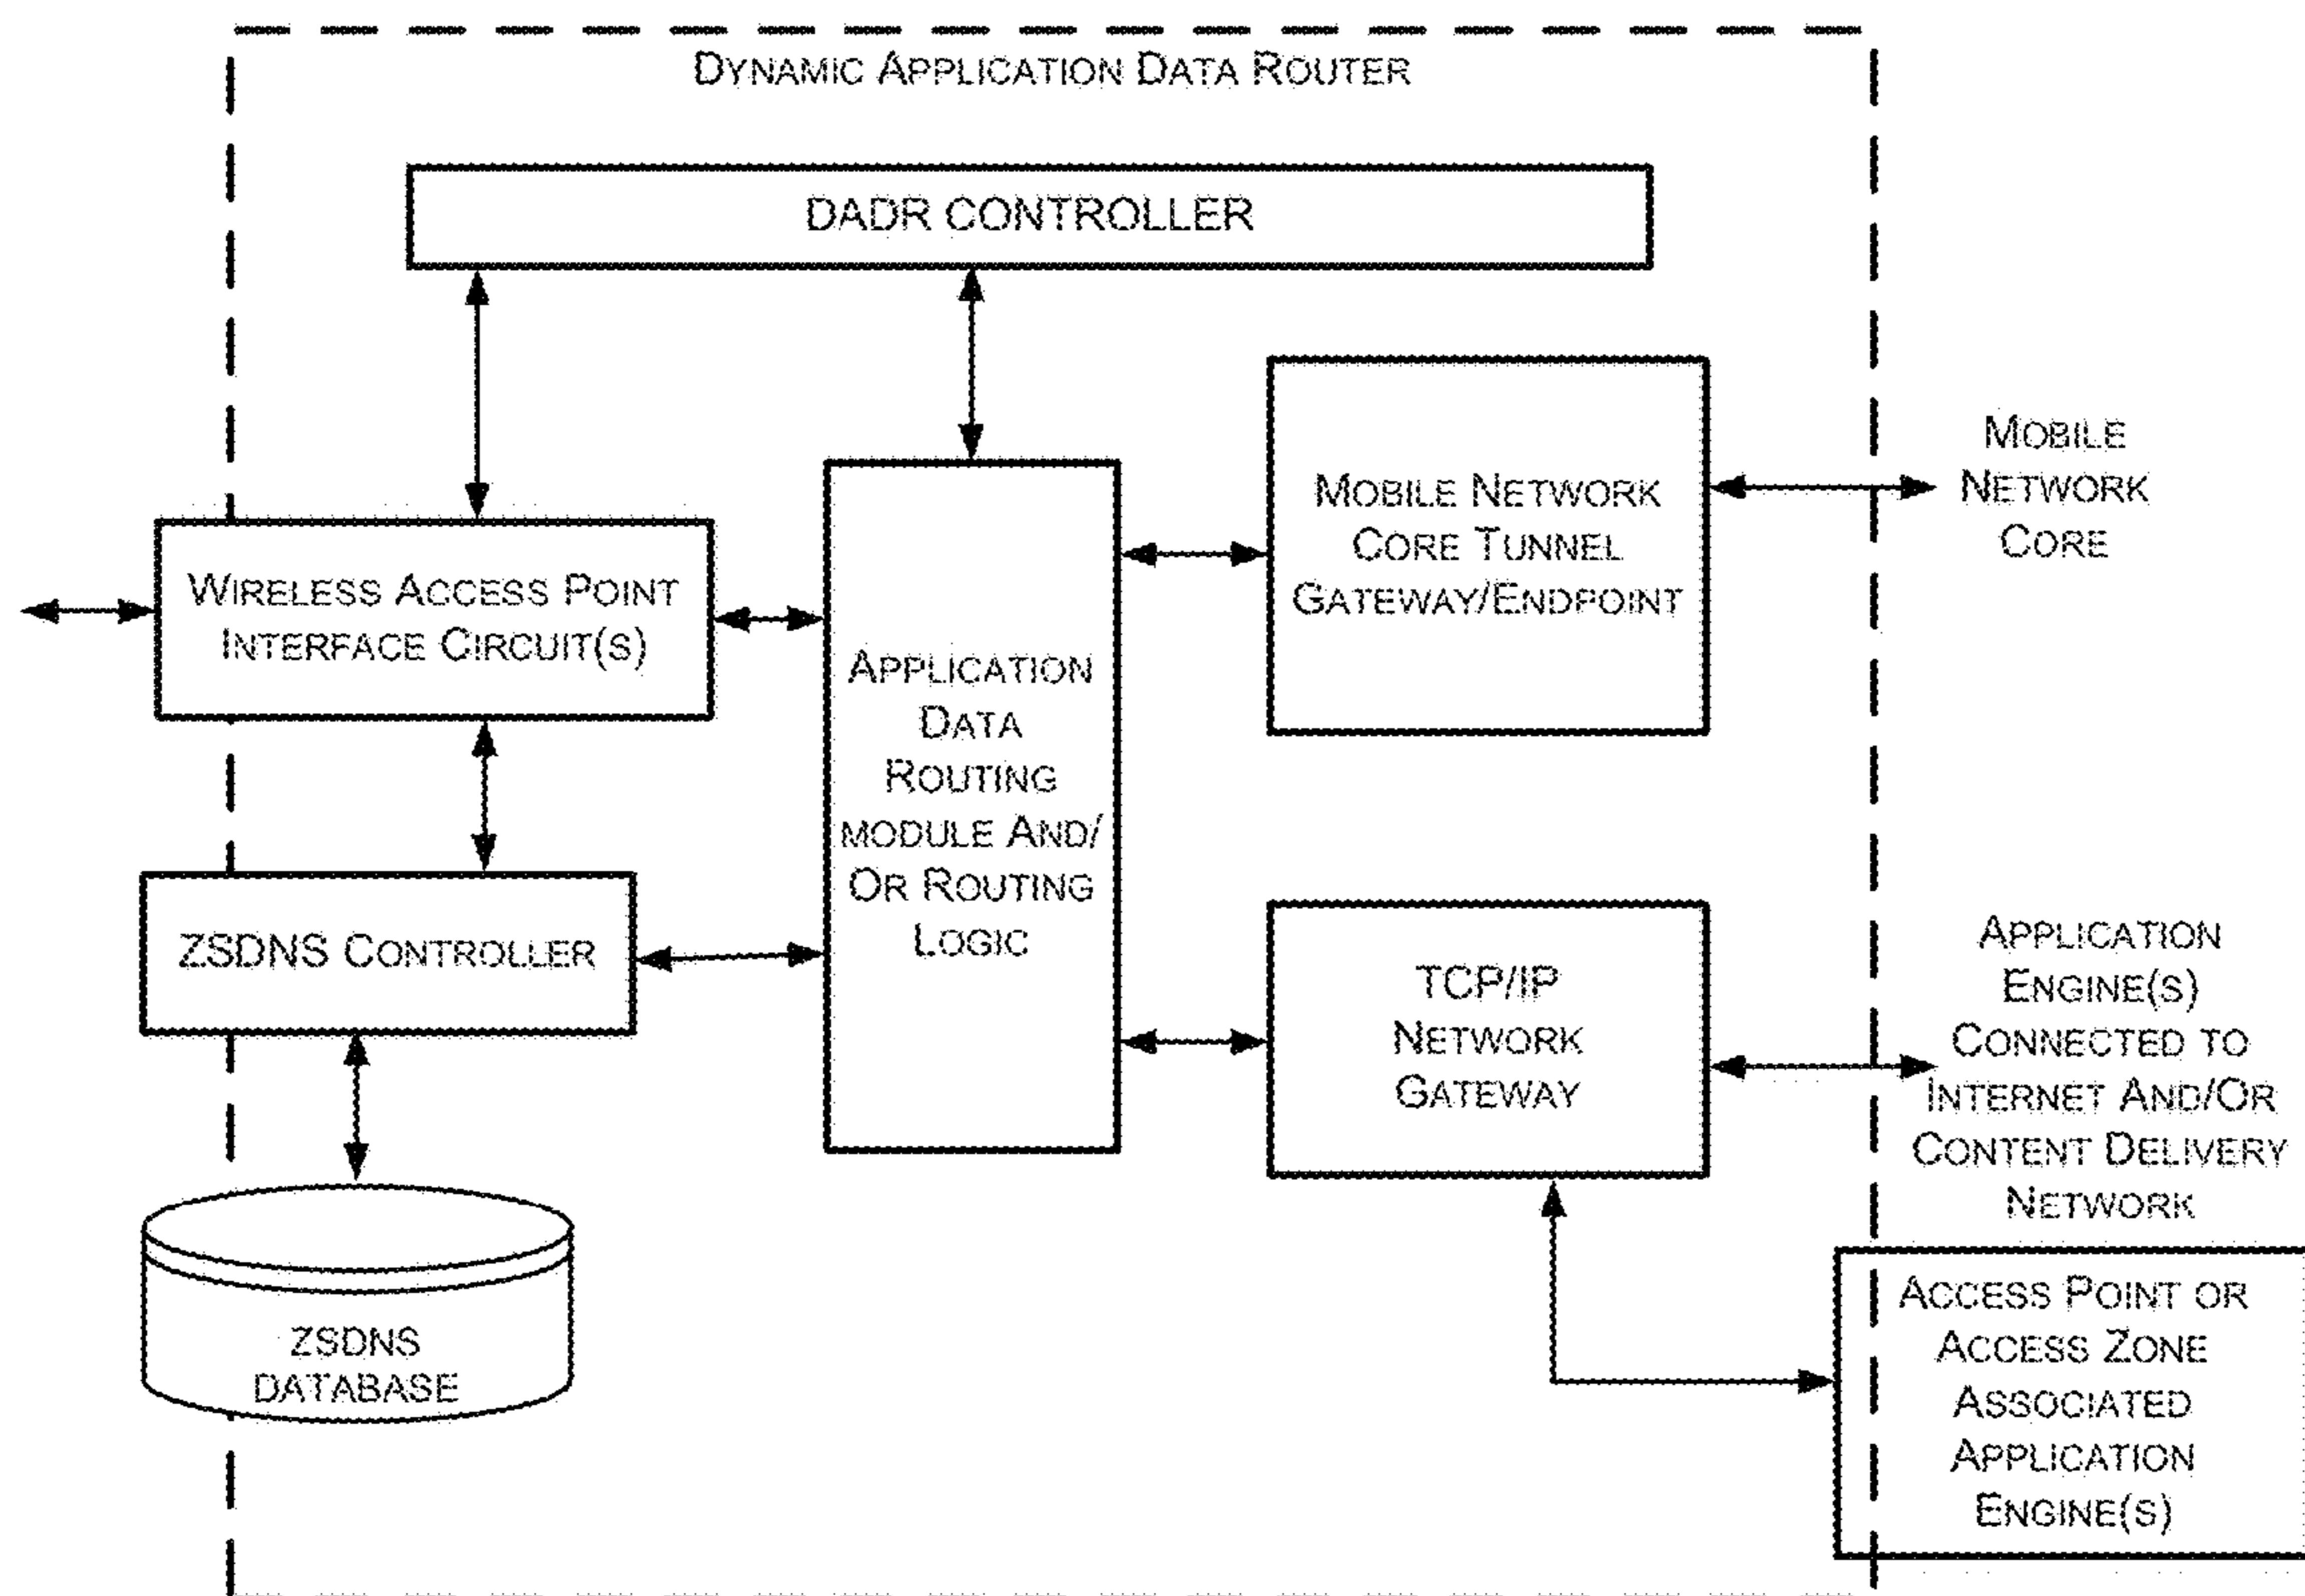 DYNAMIC APPLICATION DATA ROUTER
DADR CONTROLLER
MOBILE NETWORK
CORE TUNNEL
GATEWAY/ENDPOINT
MOBILE
NETWORK
CORE
WIRELESS ACCESS POINT
INTERFACE CIRCUIT(S)
APPLICATION
DATA
ROUTING
MODULE AND/
OR ROUTING
LOGIC
ZSDNS CONTROLLER
TCP/IP
NETWORK
GATEWAY
APPLICATION
ENGINE(S)
CONNECTED TO
INTERNET AND/OR
CONTENT DELIVERY
NETWORK
ZSDNS
DATABASE
ACCESS POINT OR
ACCESS ZONE
ASSOCIATED
APPLICATION
ENGINE(S)